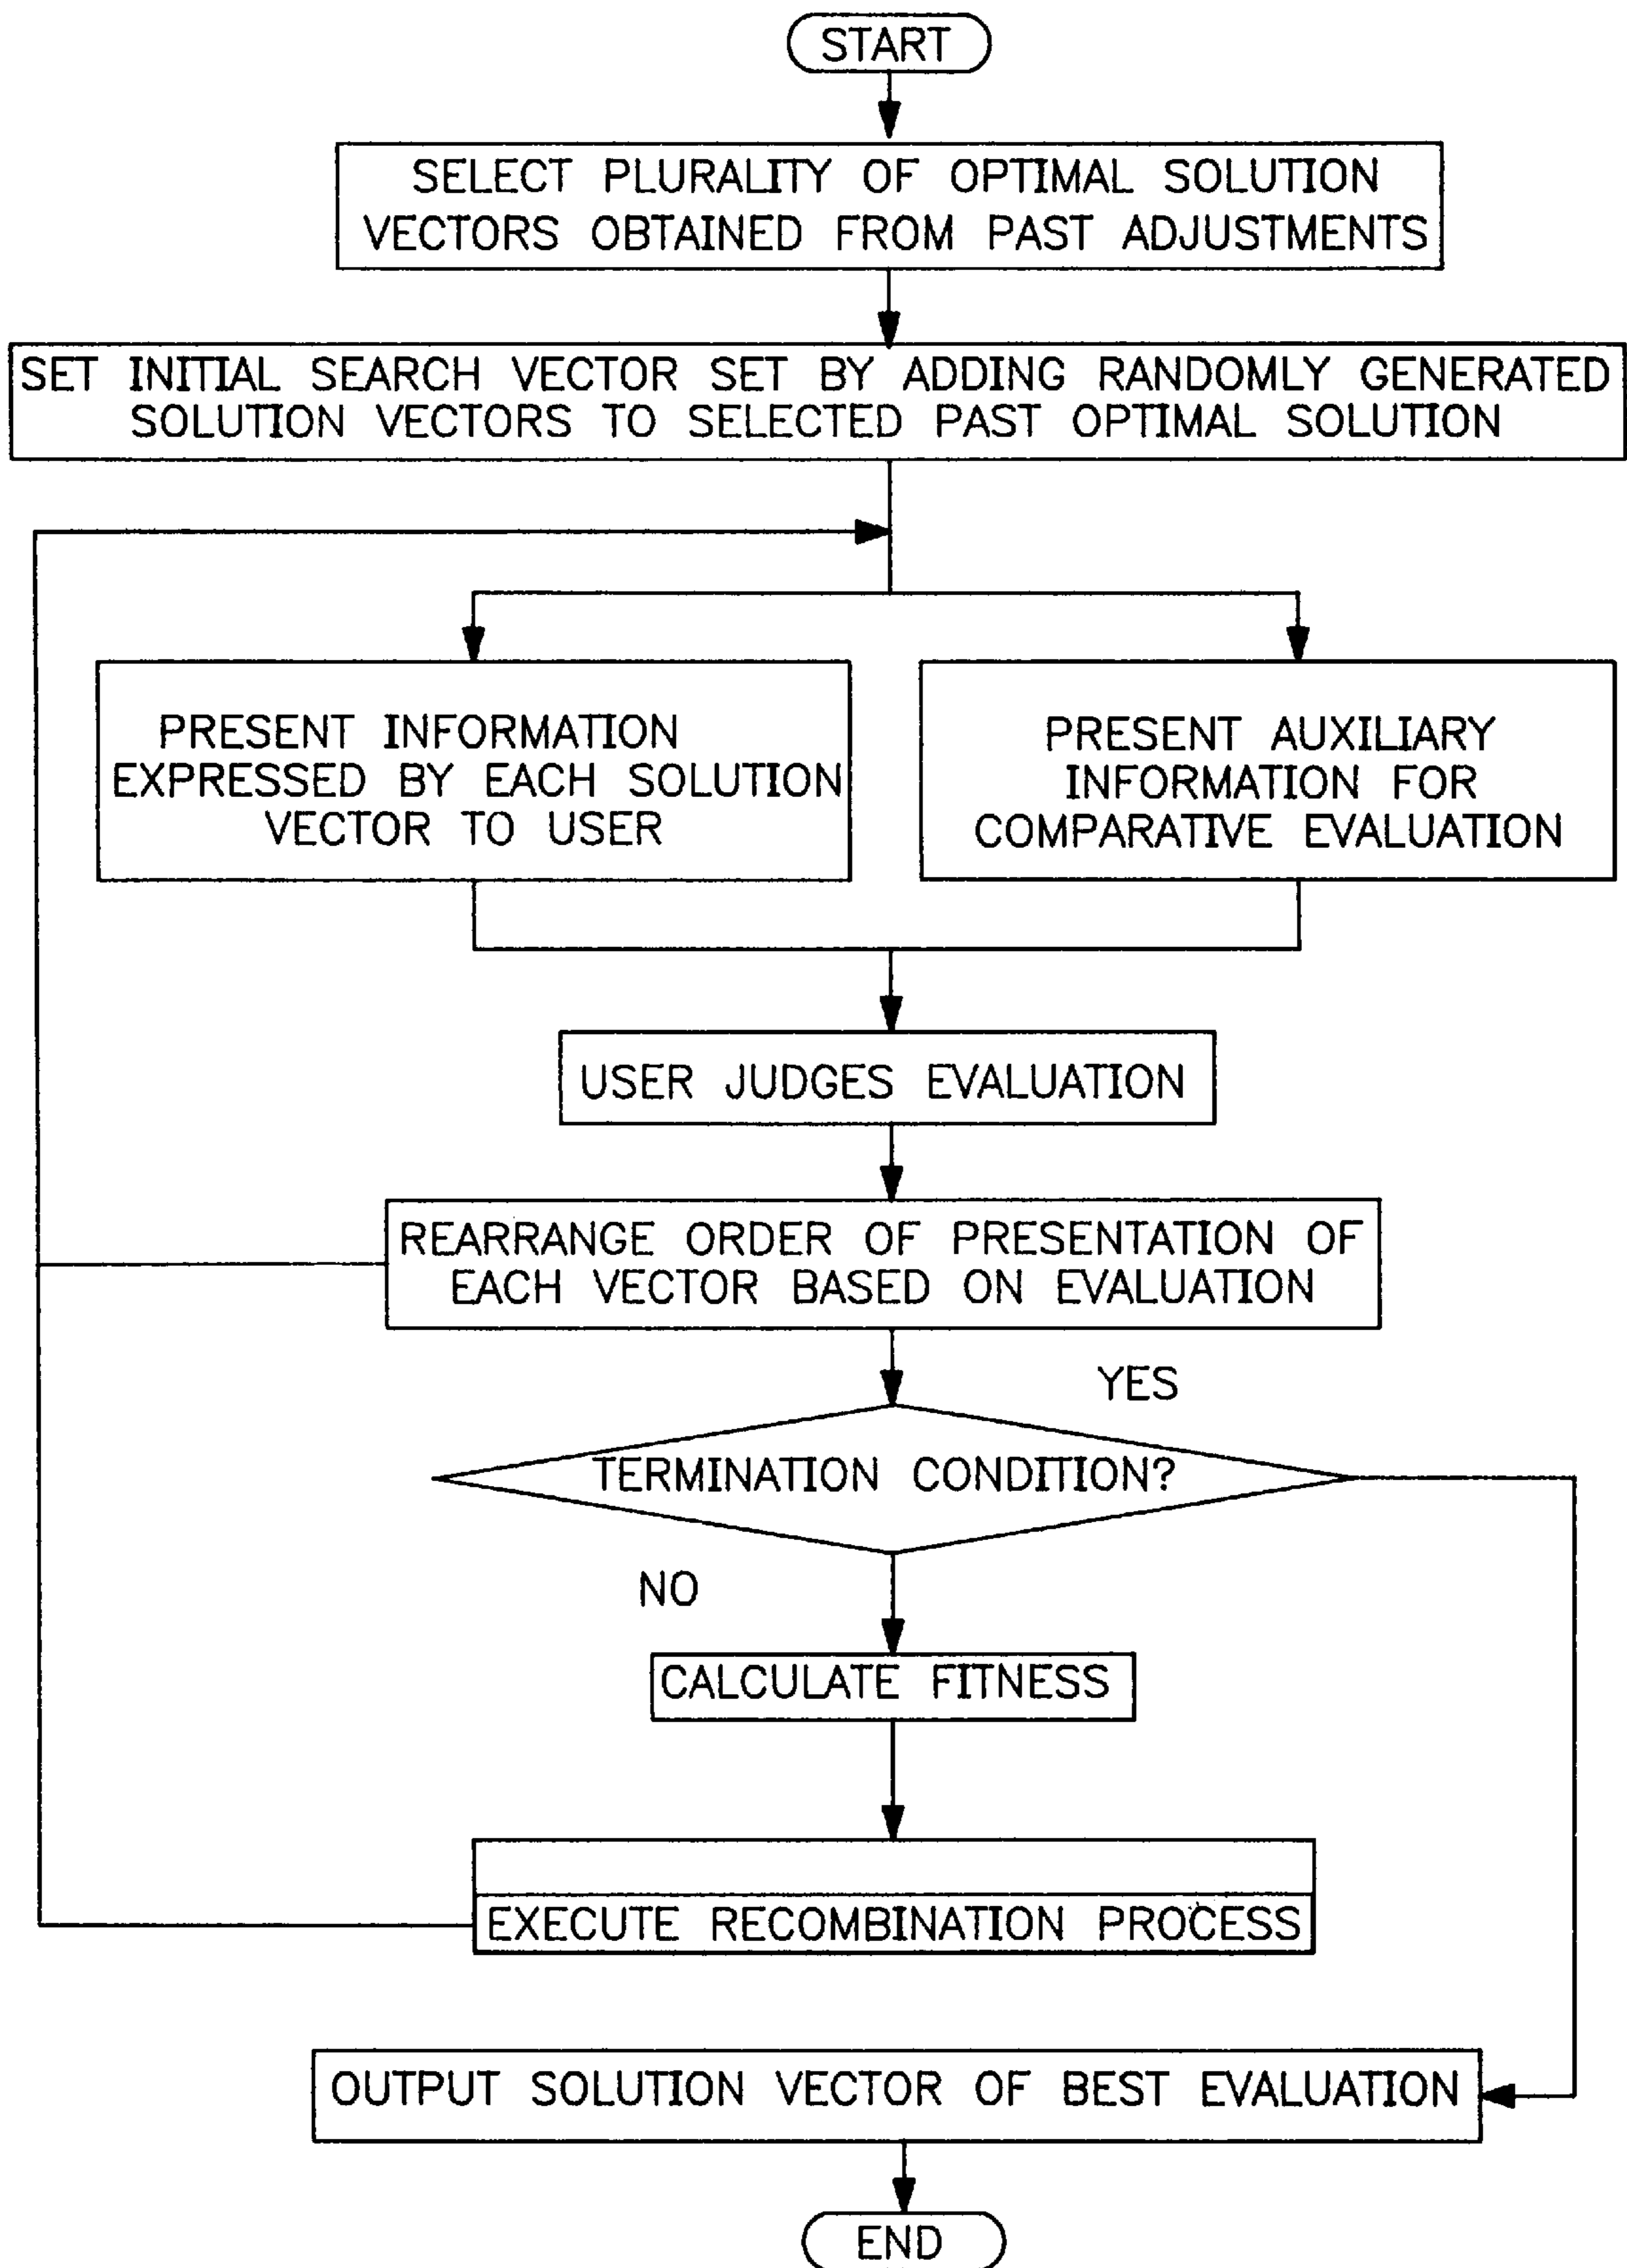 START
SELECT PLURALITY OF OPTIMAL SOLUTION
VECTORS OBTAINED FROM PAST ADJUSTMENTS
SET INITIAL SEARCH VECTOR SET BY ADDING RANDOMLY GENERATED
SOLUTION VECTORS TO SELECTED PAST OPTIMAL SOLUTION
PRESENT INFORMATION
EXPRESSED BY EACH SOLUTION
VECTOR TO USER
PRESENT AUXILIARY
INFORMATION FOR
COMPARATIVE EVALUATION
USER JUDGES EVALUATION
REARRANGE ORDER OF PRESENTATION OF
EACH VECTOR BASED ON EVALUATION
YES
TERMINATION CONDITION?
NO
CALCULATE FITNESS
EXECUTE RECOMBINATION PROCESS
OUTPUT SOLUTION VECTOR OF BEST EVALUATION
END